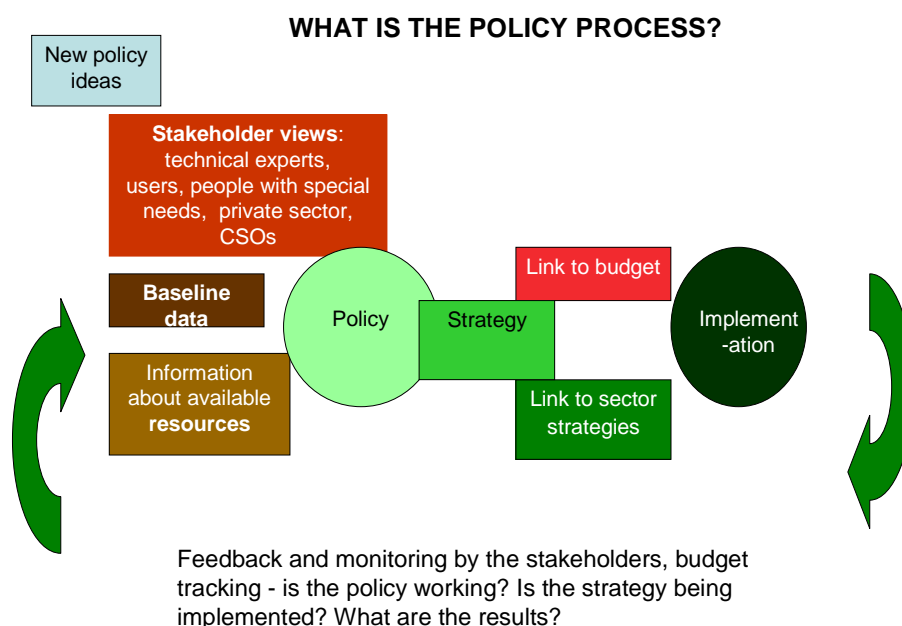 WHAT IS THE POLICY PROCESS?
New policy
ideas
Stakeholder views:
technical experts,
users, people with special
needs, private sector,
CSOs
Baseline
data
Information
about available
resources
Policy
Strategy
Link to budget
Link to sector
strategies
Implement
-ation
Feedback and monitoring by the stakeholders, budget
tracking - is the policy working? Is the strategy being
implemented? What are the results?